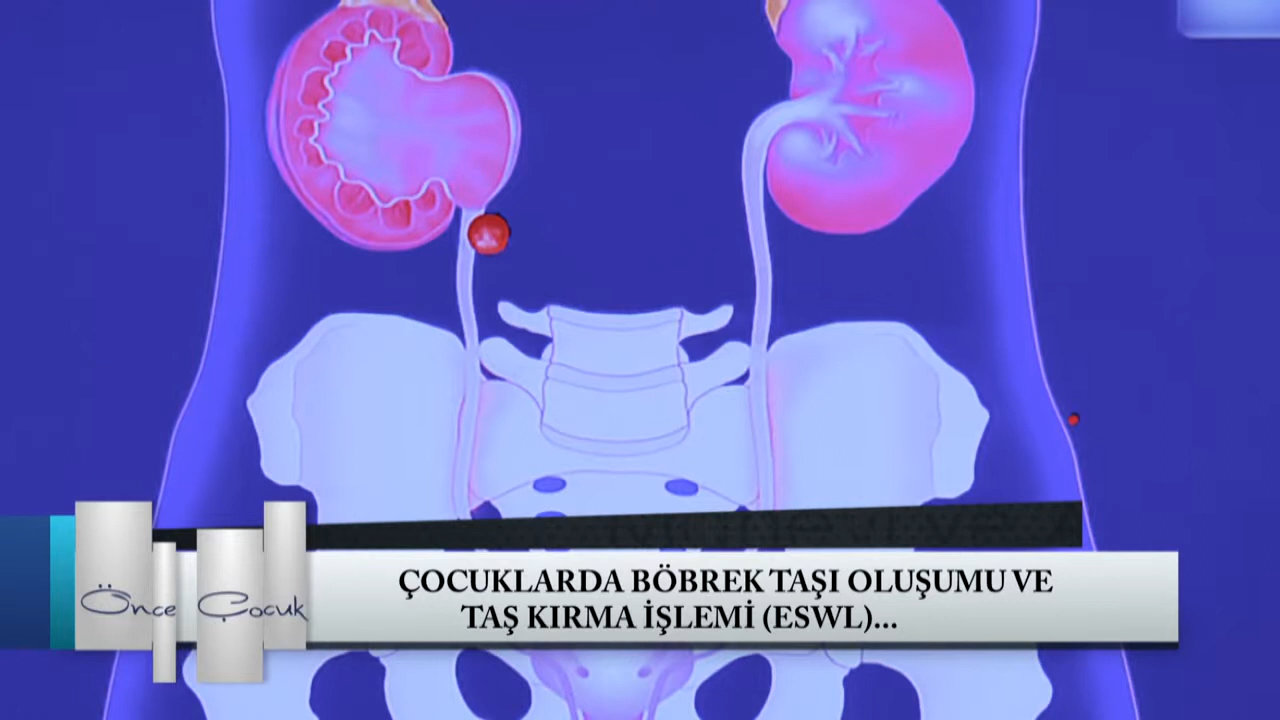 Önce Çocuk
ÇOCUKLARDA BÖBREK TAŞI OLUŞUMU VE
TAŞ KIRMA İŞLEMİ (ESWL)...